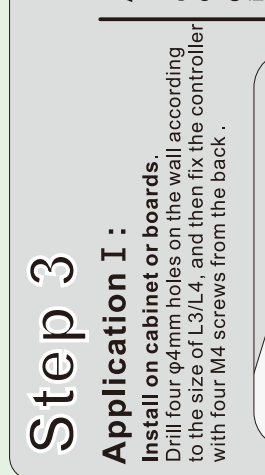 Step 3
Application I :
Install on cabinet or boards.
Drill four φ4mm holes on the wall according
to the size of L3/L4, and then fix the controller
with four M4 screws from the back .